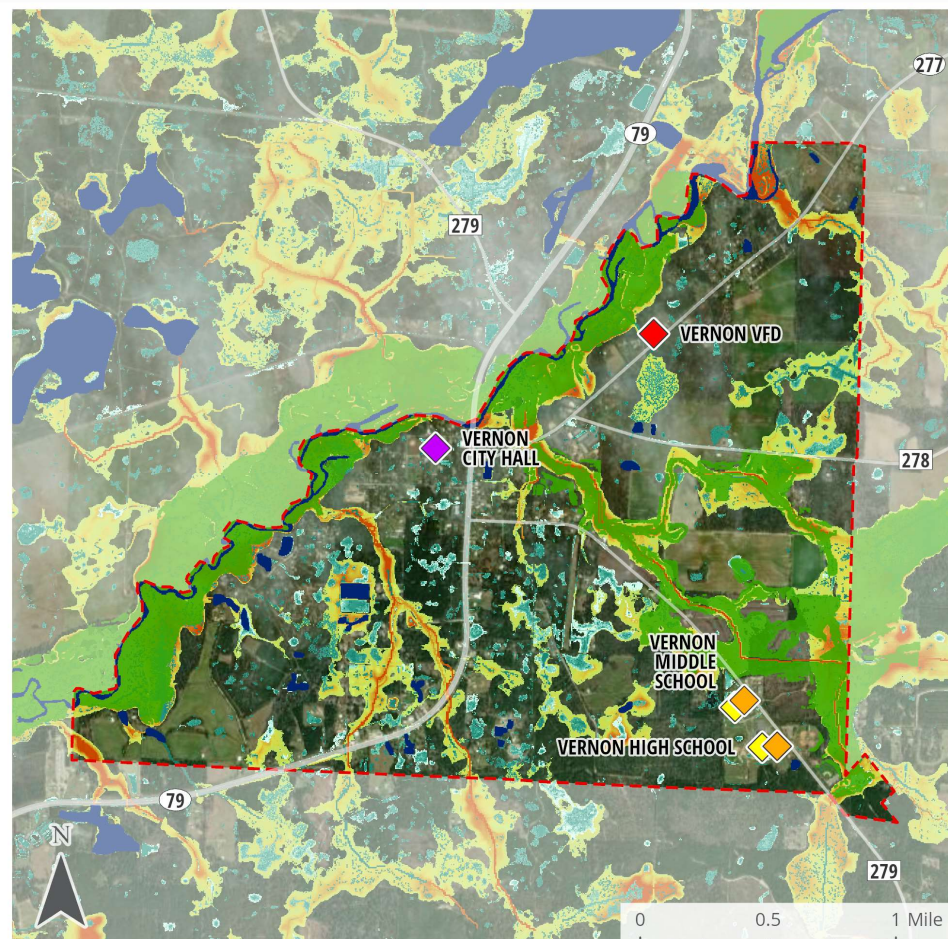 277
79
279
VERNON VFD
VERNON
CITY HALL
278
VERNON
MIDDLE
SCHOOL
VERNON HIGH SCHOOL
79
N
279
0 0.5 1 Mile